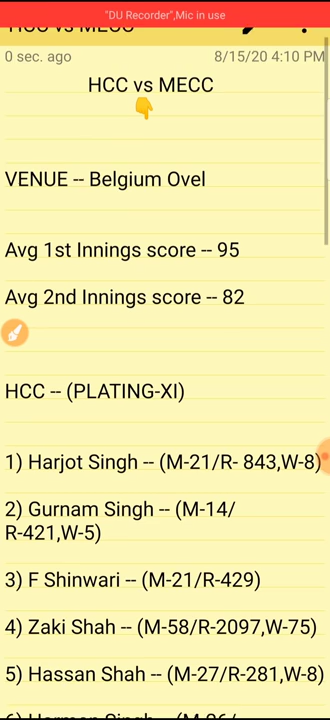 "DU Recorder",Mic in use
HCC vs MECC
0 sec. ago
8/15/20 4:10 PM
HCC vs MECC
👇
VENUE -- Belgium Ovel
Avg 1st Innings score -- 95
Avg 2nd Innings score -- 82
HCC -- (PLATING-XI)
1) Harjot Singh -- (M-21/R- 843,W-8)
2) Gurnam Singh -- (M-14/
R-421,W-5)
3) F Shinwari -- (M-21/R-429)
4) Zaki Shah -- (M-58/R-2097,W-75)
5) Hassan Shah -- (M-27/R-281,W-8)